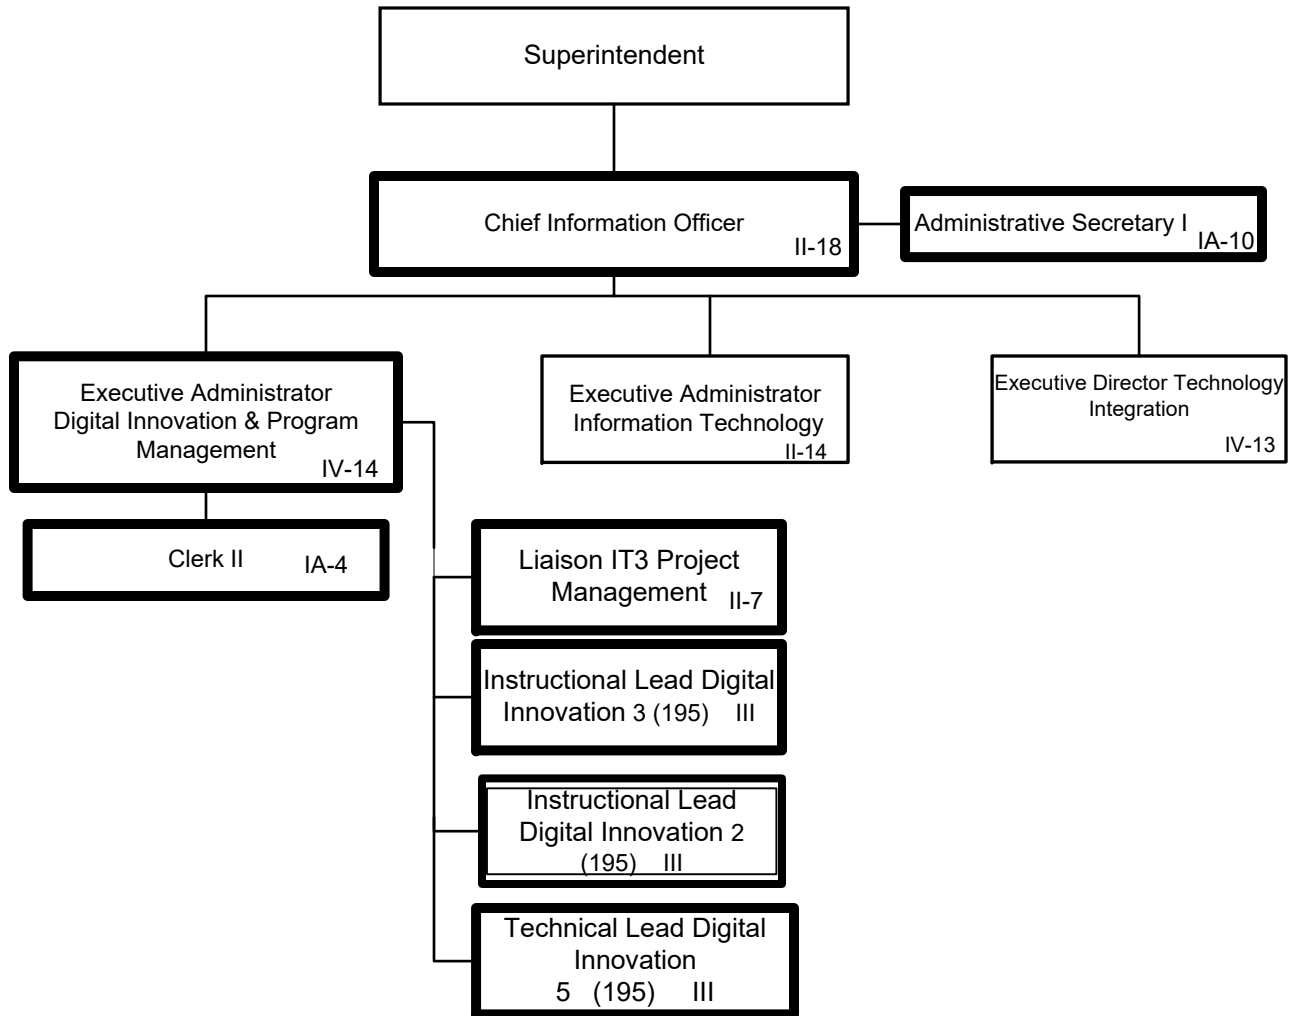 Superintendent
Chief Information Officer
II-18
Administrative Secretary I
IA-10
Executive Administrator
Digital Innovation & Program
Management
IV-14
Executive Administrator
Information Technology
II-14
Executive Director Technology
Integration
IV-13
Clerk II IA-4
Liaison IT3 Project
Management II-7
Instructional Lead Digital
Innovation 3 (195) III
Instructional Lead
Digital Innovation 2
(195) III
Technical Lead Digital
Innovation
5 (195) III